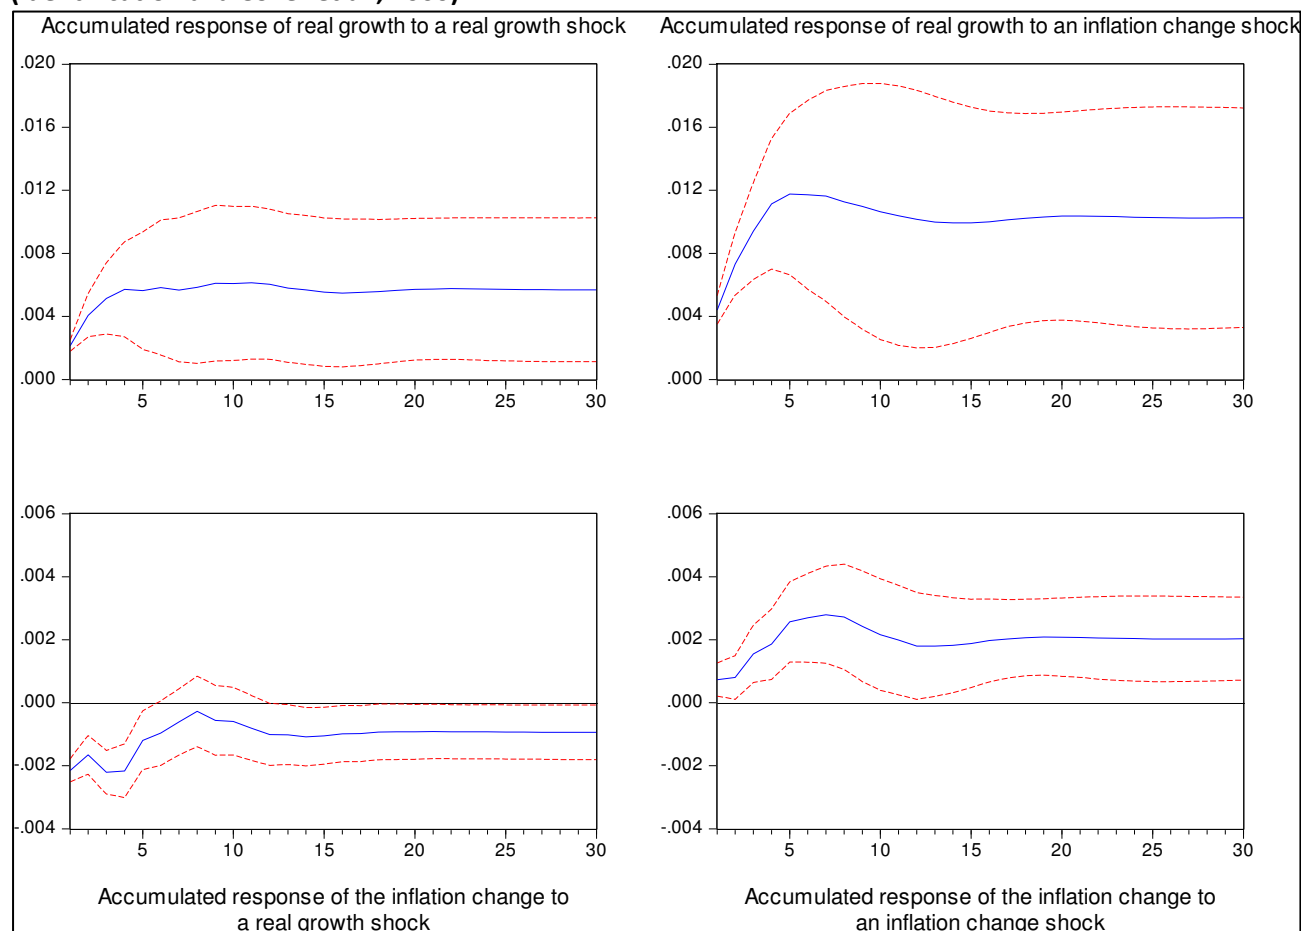 Accumulated response of real growth to a real growth shock
Accumulated response of real growth to an inflation change shock
.020
.016
.012
.008
.004
.000
5 10 15 20 25 30
.020
.016
.012
.008
.004
.000
5 10 15 20 25 30
.006
.004
.002
.000
-.002
-.004
5 10 15 20 25 30
.006
.004
.002
.000
-.002
-.004
5 10 15 20 25 30
Accumulated response of the inflation change to
a real growth shock
Accumulated response of the inflation change to
an inflation change shock